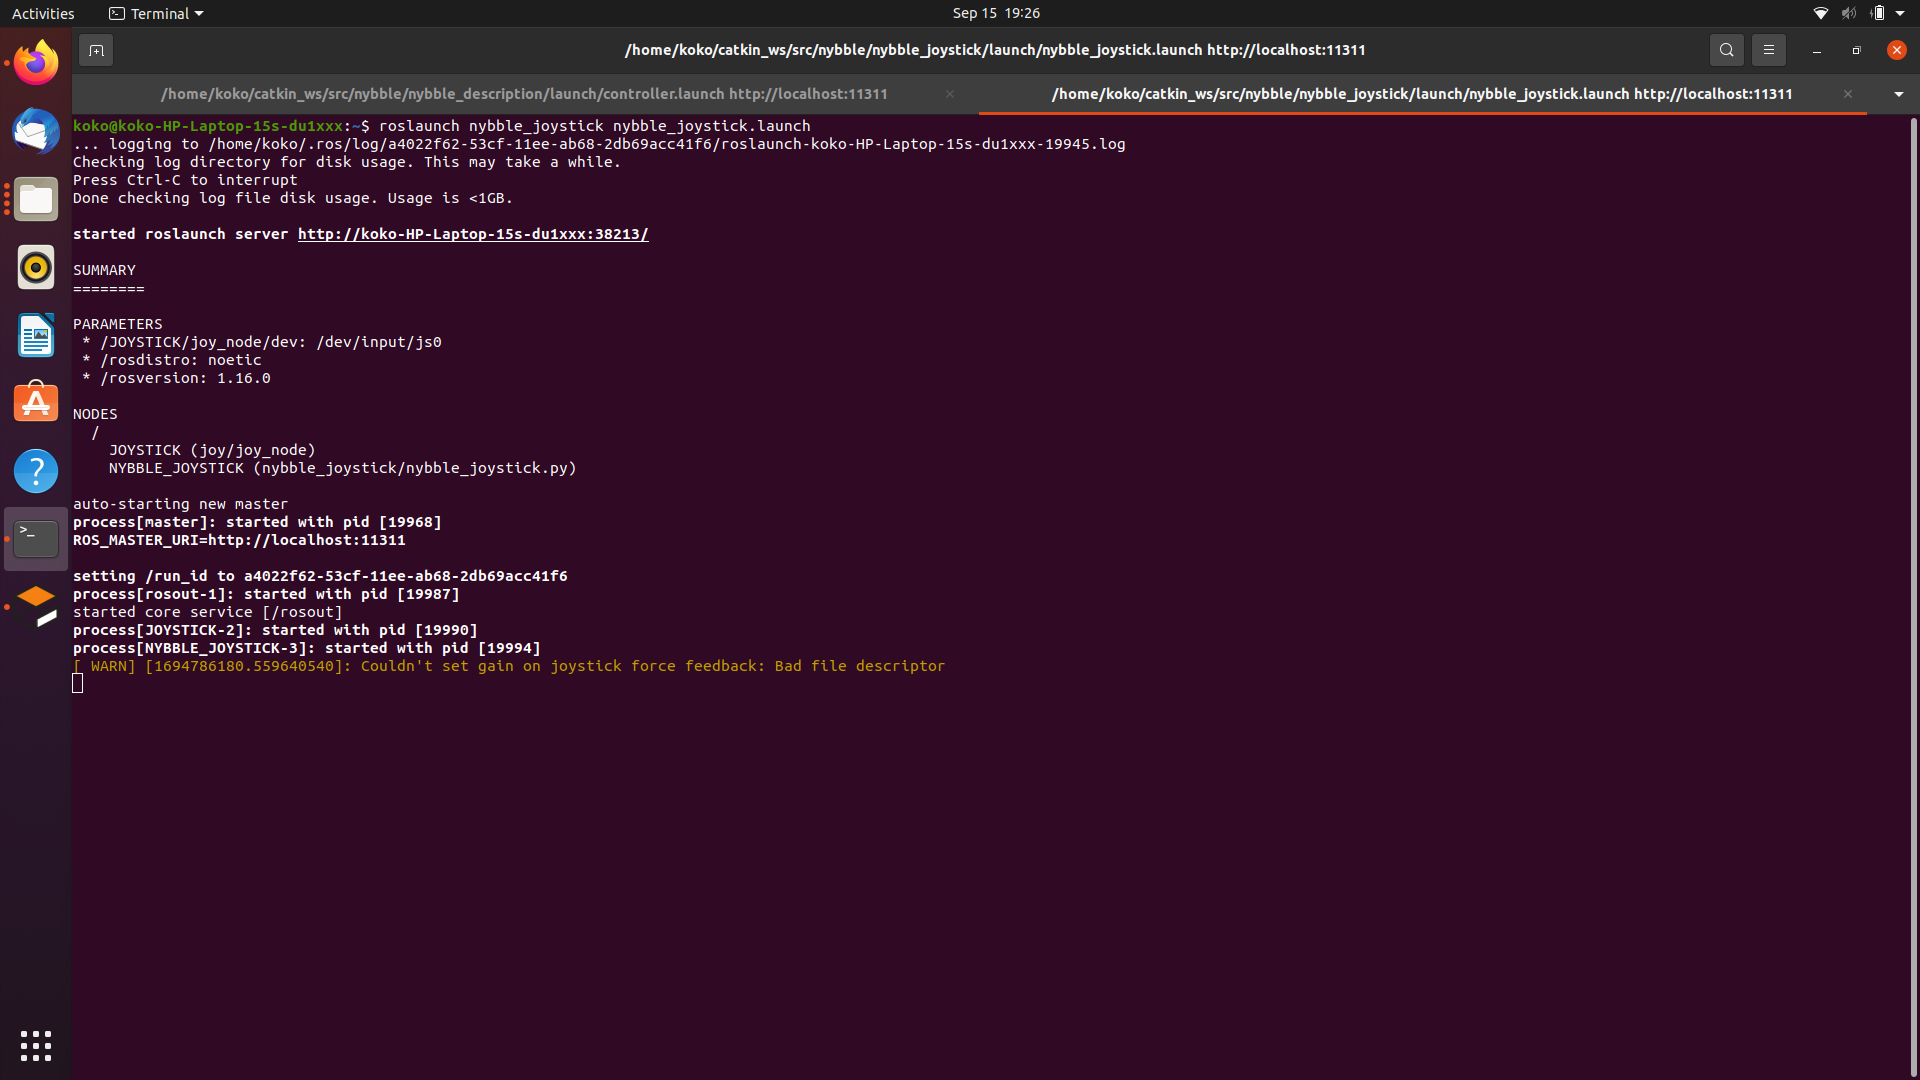 Activities
Terminal
Sep 15 19:26
/home/koko/catkin_ws/src/nybble/nybble_joystick/launch/nybble_joystick.launch http://localhost:11311
/home/koko/catkin_ws/src/nybble/nybble_description/launch/controller.launch http://localhost:11311
/home/koko/catkin_ws/src/nybble/nybble_joystick/launch/nybble_joystick.launch http://localhost:11311
koko@koko-HP-Laptop-15s-du1xxx:~$ roslaunch nybble_joystick nybble_joystick.launch
... logging to /home/koko/.ros/log/a4022f62-53cf-11ee-ab68-2db69acc41f6/roslaunch-koko-HP-Laptop-15s-du1xxx-19945.log
Checking log directory for disk usage. This may take a while.
Press Ctrl-C to interrupt
Done checking log file disk usage. Usage is <1GB.
started roslaunch server http://koko-HP-Laptop-15s-du1xxx:38213/
SUMMARY
========
PARAMETERS
 * /JOYSTICK/joy_node/dev: /dev/input/js0
 * /rosdistro: noetic
 * /rosversion: 1.16.0
NODES
  /
    JOYSTICK (joy/joy_node)
    NYBBLE_JOYSTICK (nybble_joystick/nybble_joystick.py)
auto-starting new master
process[master]: started with pid [19968]
ROS_MASTER_URI=http://localhost:11311
setting /run_id to a4022f62-53cf-11ee-ab68-2db69acc41f6
process[rosout-1]: started with pid [19987]
started core service [/rosout]
process[JOYSTICK-2]: started with pid [19990]
process[NYBBLE_JOYSTICK-3]: started with pid [19994]
[ WARN] [1694786180.559640540]: Couldn't set gain on joystick force feedback: Bad file descriptor